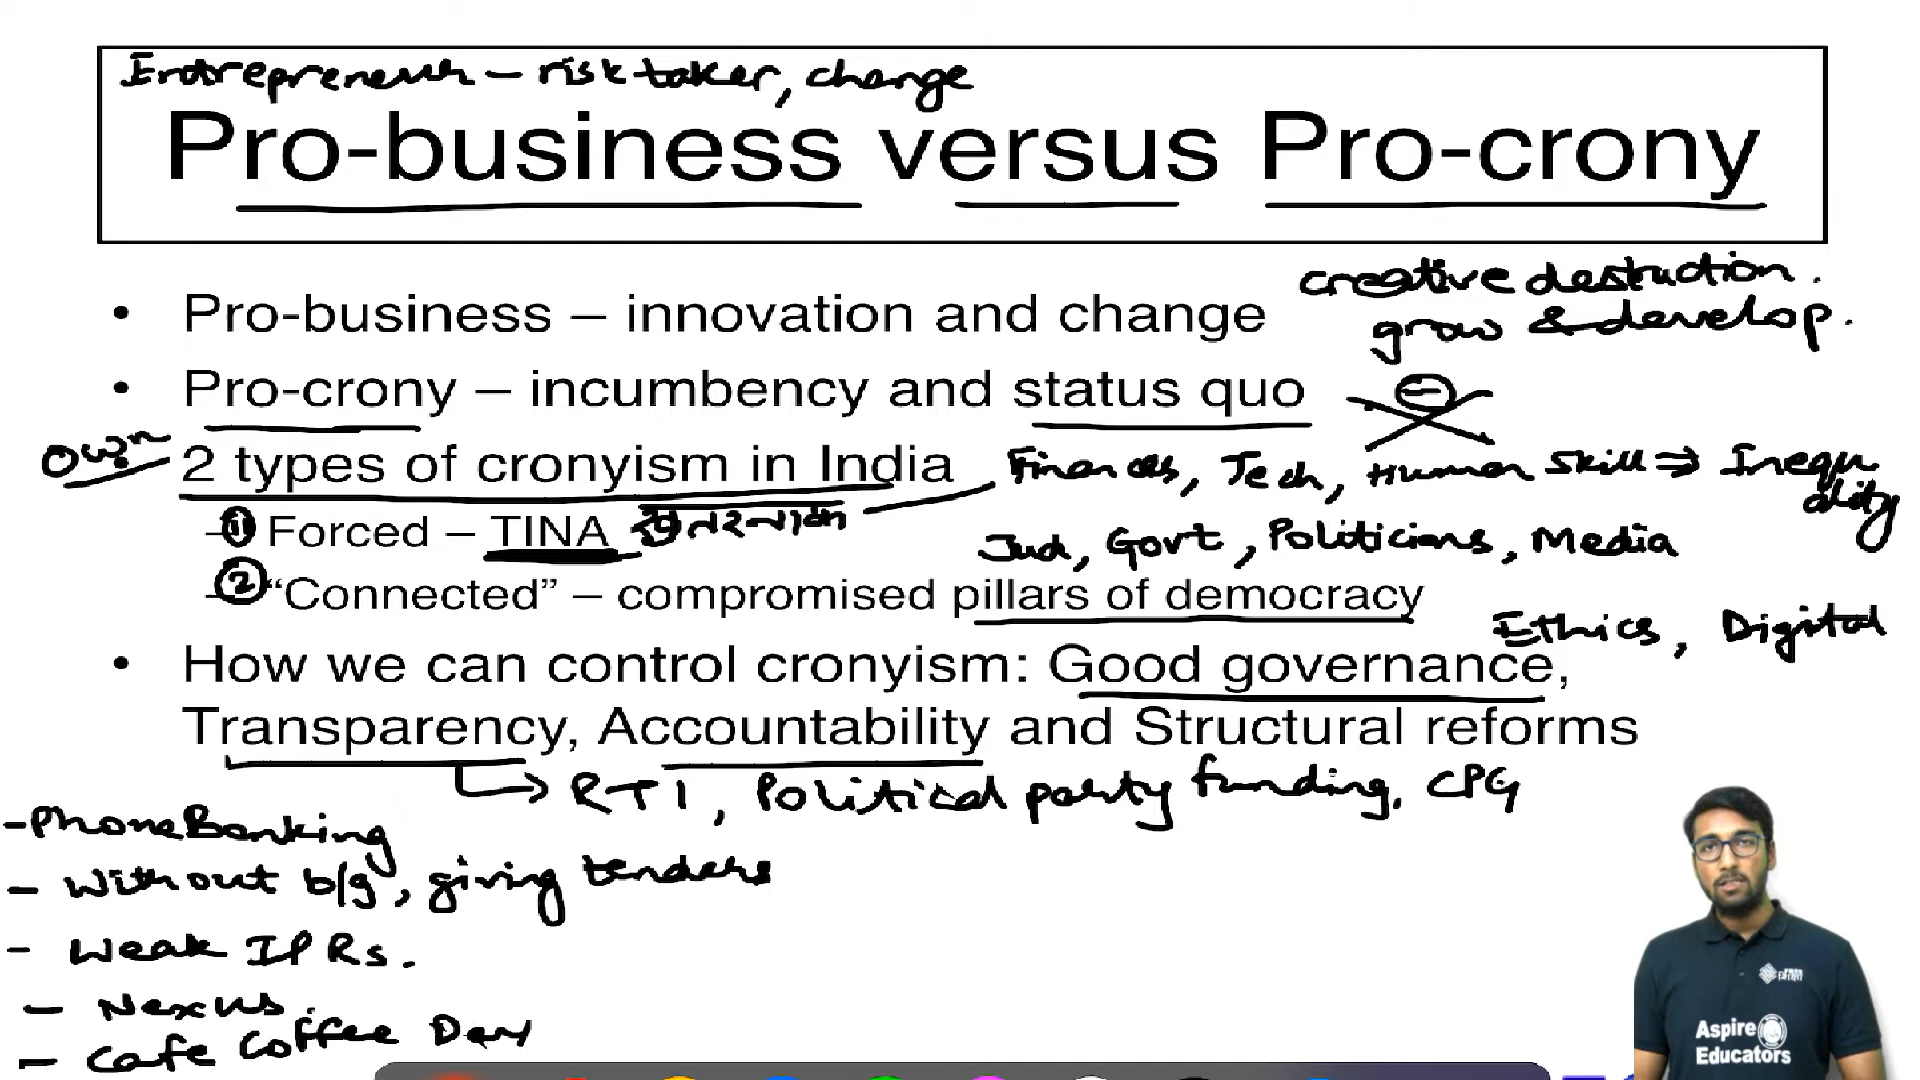 Entrepreneur – risk taker, change
Pro-business versus Pro-crony
creative destruction.
• Pro-business – innovation and change
grow & develop.
• Pro-crony – incumbency and status quo
2 types of cronyism in India
Finances, Tech, Human Skill ⇒ Inequality
–① Forced – TINA
Jud, Govt, Politicians, Media
–② “Connected” – compromised pillars of democracy
Ethics, Digital
• How we can control cronyism: Good governance,
Transparency, Accountability and Structural reforms
→ RTI, Political party funding, CPG
- Phone Banking
- Without b/g, giving tenders
- Weak IPRs.
- Nexus
- Cafe Coffee Day
Aspire
Educators